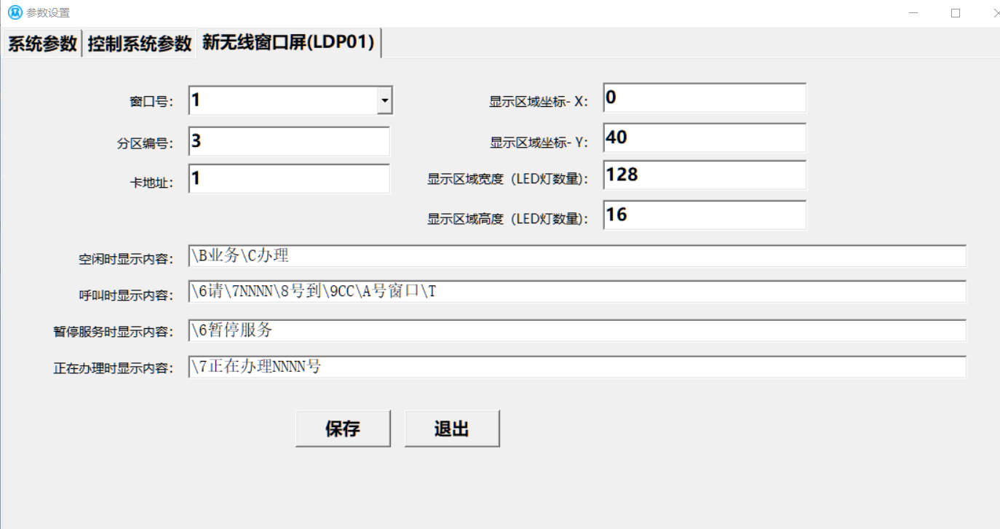 参数设置
系统参数 控制系统参数 新无线窗口屏(LDP01)
窗口号： 1 显示区域坐标- X： 0
分区编号： 3 显示区域坐标- Y： 40
卡地址： 1 显示区域宽度（LED灯数量）： 128
显示区域高度（LED灯数量）： 16
空闲时显示内容： \B业务\C办理
呼叫时显示内容： \6请\7NNNN\8号到\9CC\A号窗口\T
暂停服务时显示内容： \6暂停服务
正在办理时显示内容： \7正在办理NNNN号
保存 退出